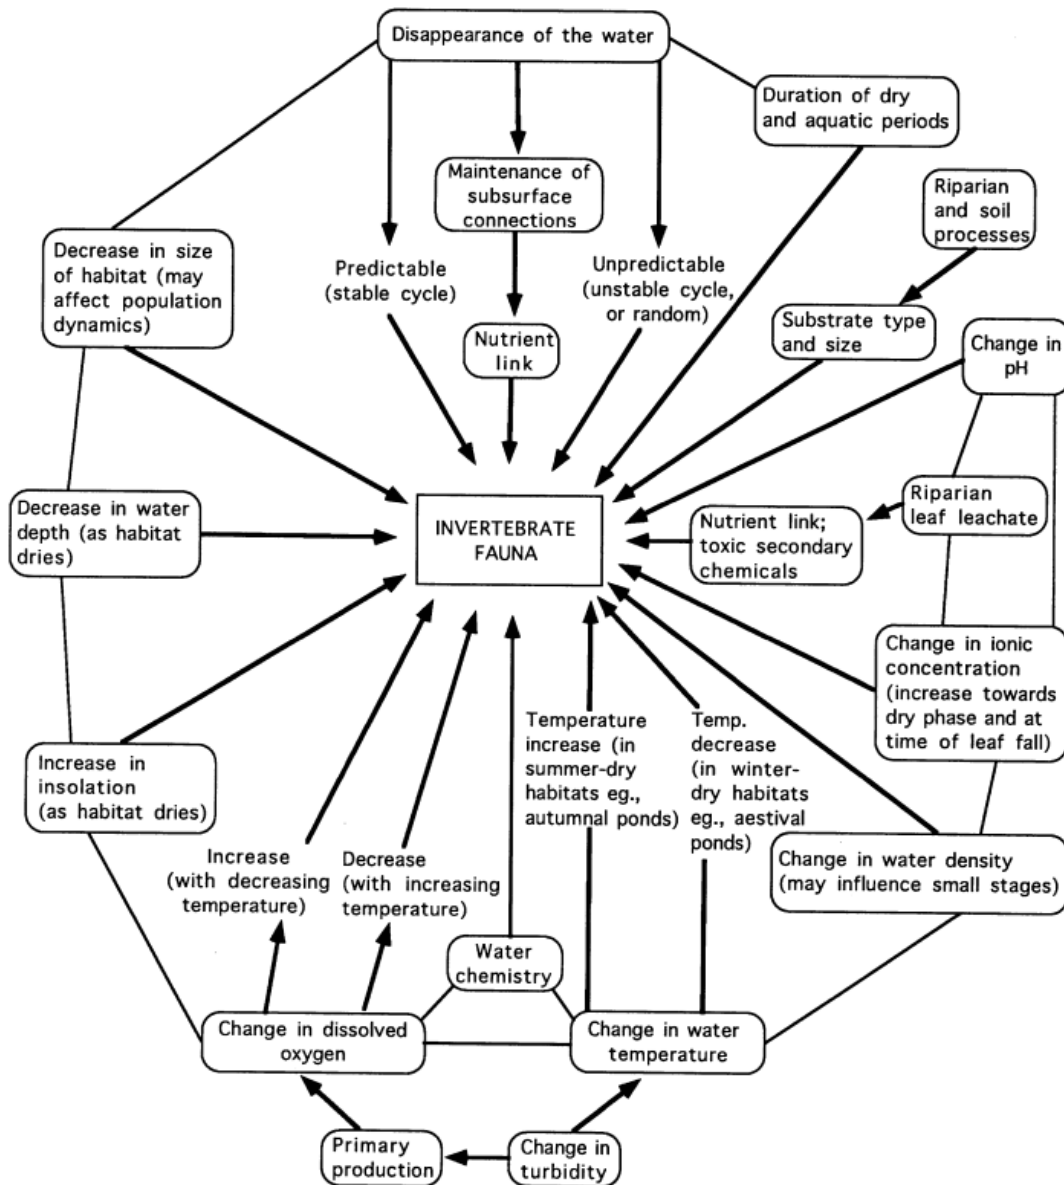 Disappearance of the water
Duration of dry
and aquatic periods
Maintenance of
subsurface
connections
Riparian
and soil
processes
Decrease in size
of habitat (may
affect population
dynamics)
Predictable
(stable cycle)
Unpredictable
(unstable cycle,
or random)
Substrate type
and size
Change in
pH
Nutrient
link
Decrease in water
depth (as habitat
dries)
INVERTEBRATE
FAUNA
Nutrient link;
toxic secondary
chemicals
Riparian
leaf leachate
Change in ionic
concentration
(increase towards
dry phase and at
time of leaf fall)
Temperature
increase (in
summer-dry
habitats eg.,
autumnal ponds)
Temp.
decrease
(in winter-
dry habitats
eg., aestival
ponds)
Increase in
insolation
(as habitat dries)
Increase
(with decreasing
temperature)
Decrease
(with increasing
temperature)
Change in water density
(may influence small stages)
Water
chemistry
Change in dissolved
oxygen
Change in water
temperature
Primary
production
Change in
turbidity